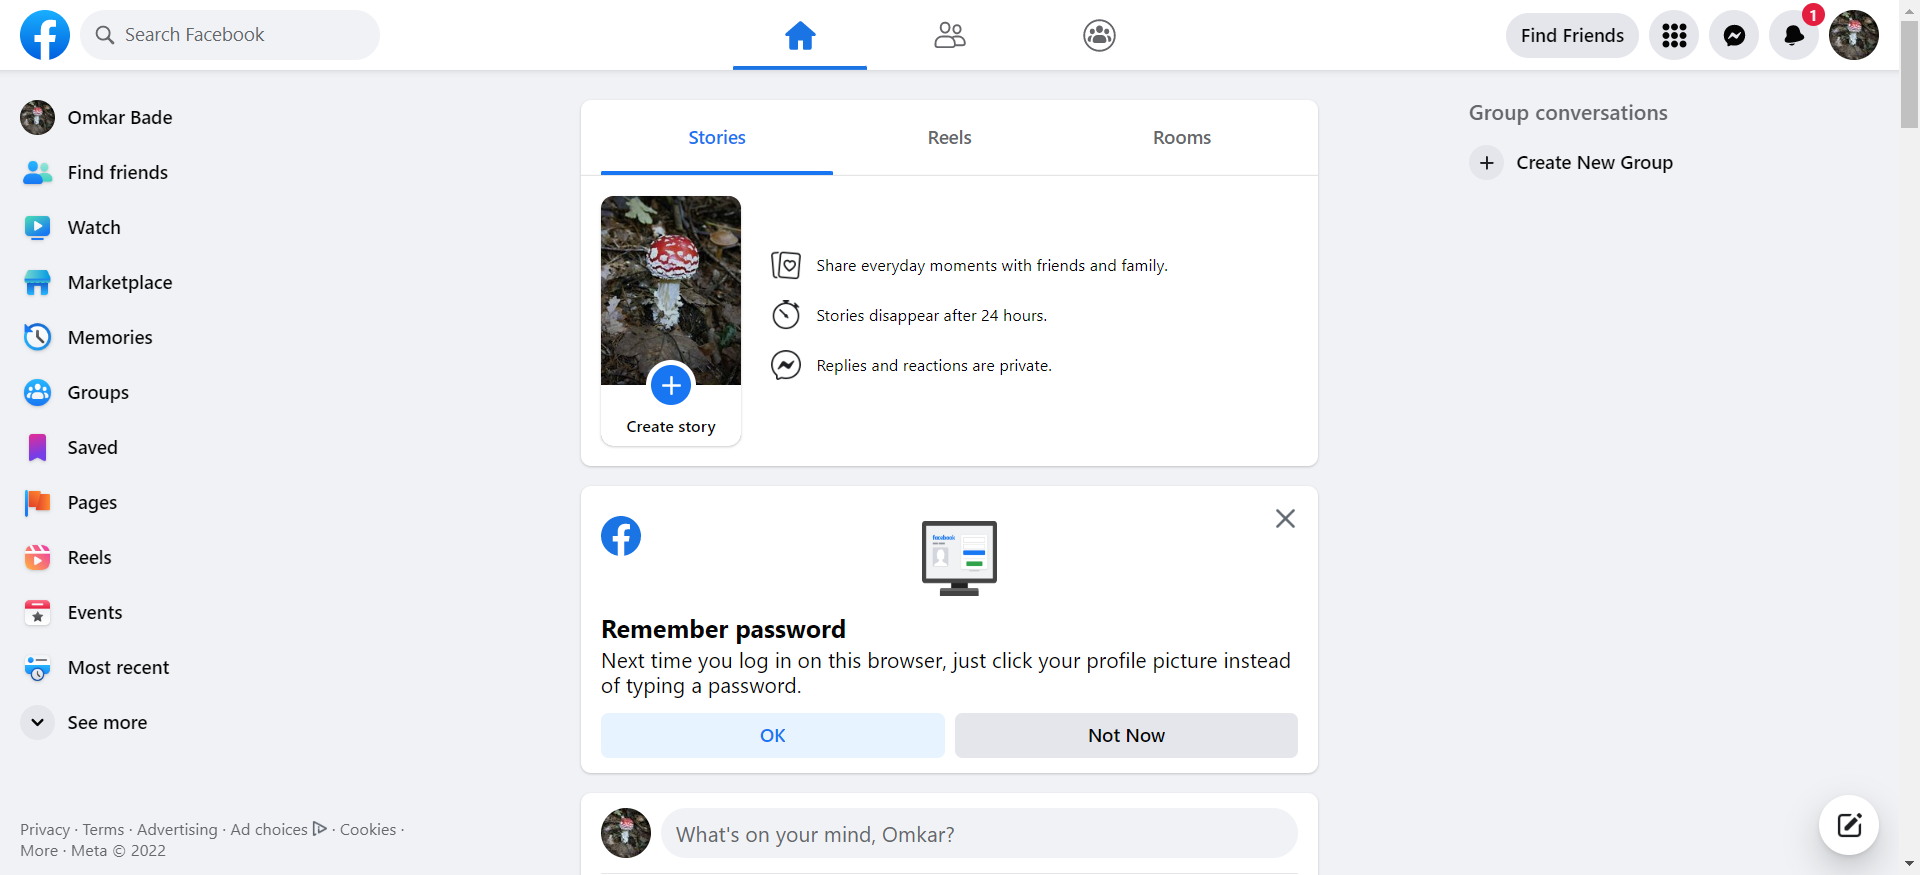 Search Facebook
Find Friends
1
Omkar Bade
Find friends
Watch
Marketplace
Memories
Groups
Saved
Pages
Reels
Events
Most recent
See more
Privacy · Terms · Advertising · Ad choices · Cookies ·
More · Meta © 2022
Stories Reels Rooms
Create story
Share everyday moments with friends and family.
Stories disappear after 24 hours.
Replies and reactions are private.
facebook
Remember password
Next time you log in on this browser, just click your profile picture instead
of typing a password.
OK Not Now
What's on your mind, Omkar?
Group conversations
Create New Group